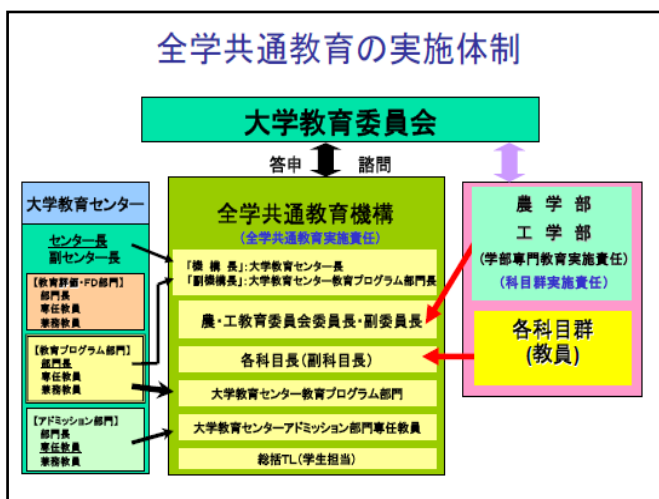 全学共通教育の実施体制
大学教育委員会
答申
諮問
大学教育センター
センター長
副センター長
【教育評価・FD部門】
部門長
専任教員
兼務教員
【教育プログラム部門】
部門長
専任教員
兼務教員
【アドミッション部門】
部門長
専任教員
兼務教員
全学共通教育機構
(全学共通教育実施責任)
「機 構 長」:大学教育センター長
「副機構長」:大学教育センター教育プログラム部門長
農・工教育委員会委員長・副委員長
各科目長(副科目長)
大学教育センター教育プログラム部門
大学教育センターアドミッション部門専任教員
総括TL(学生担当)
農 学 部
工 学 部
(学部専門教育実施責任)
(科目群実施責任)
各科目群
(教員)